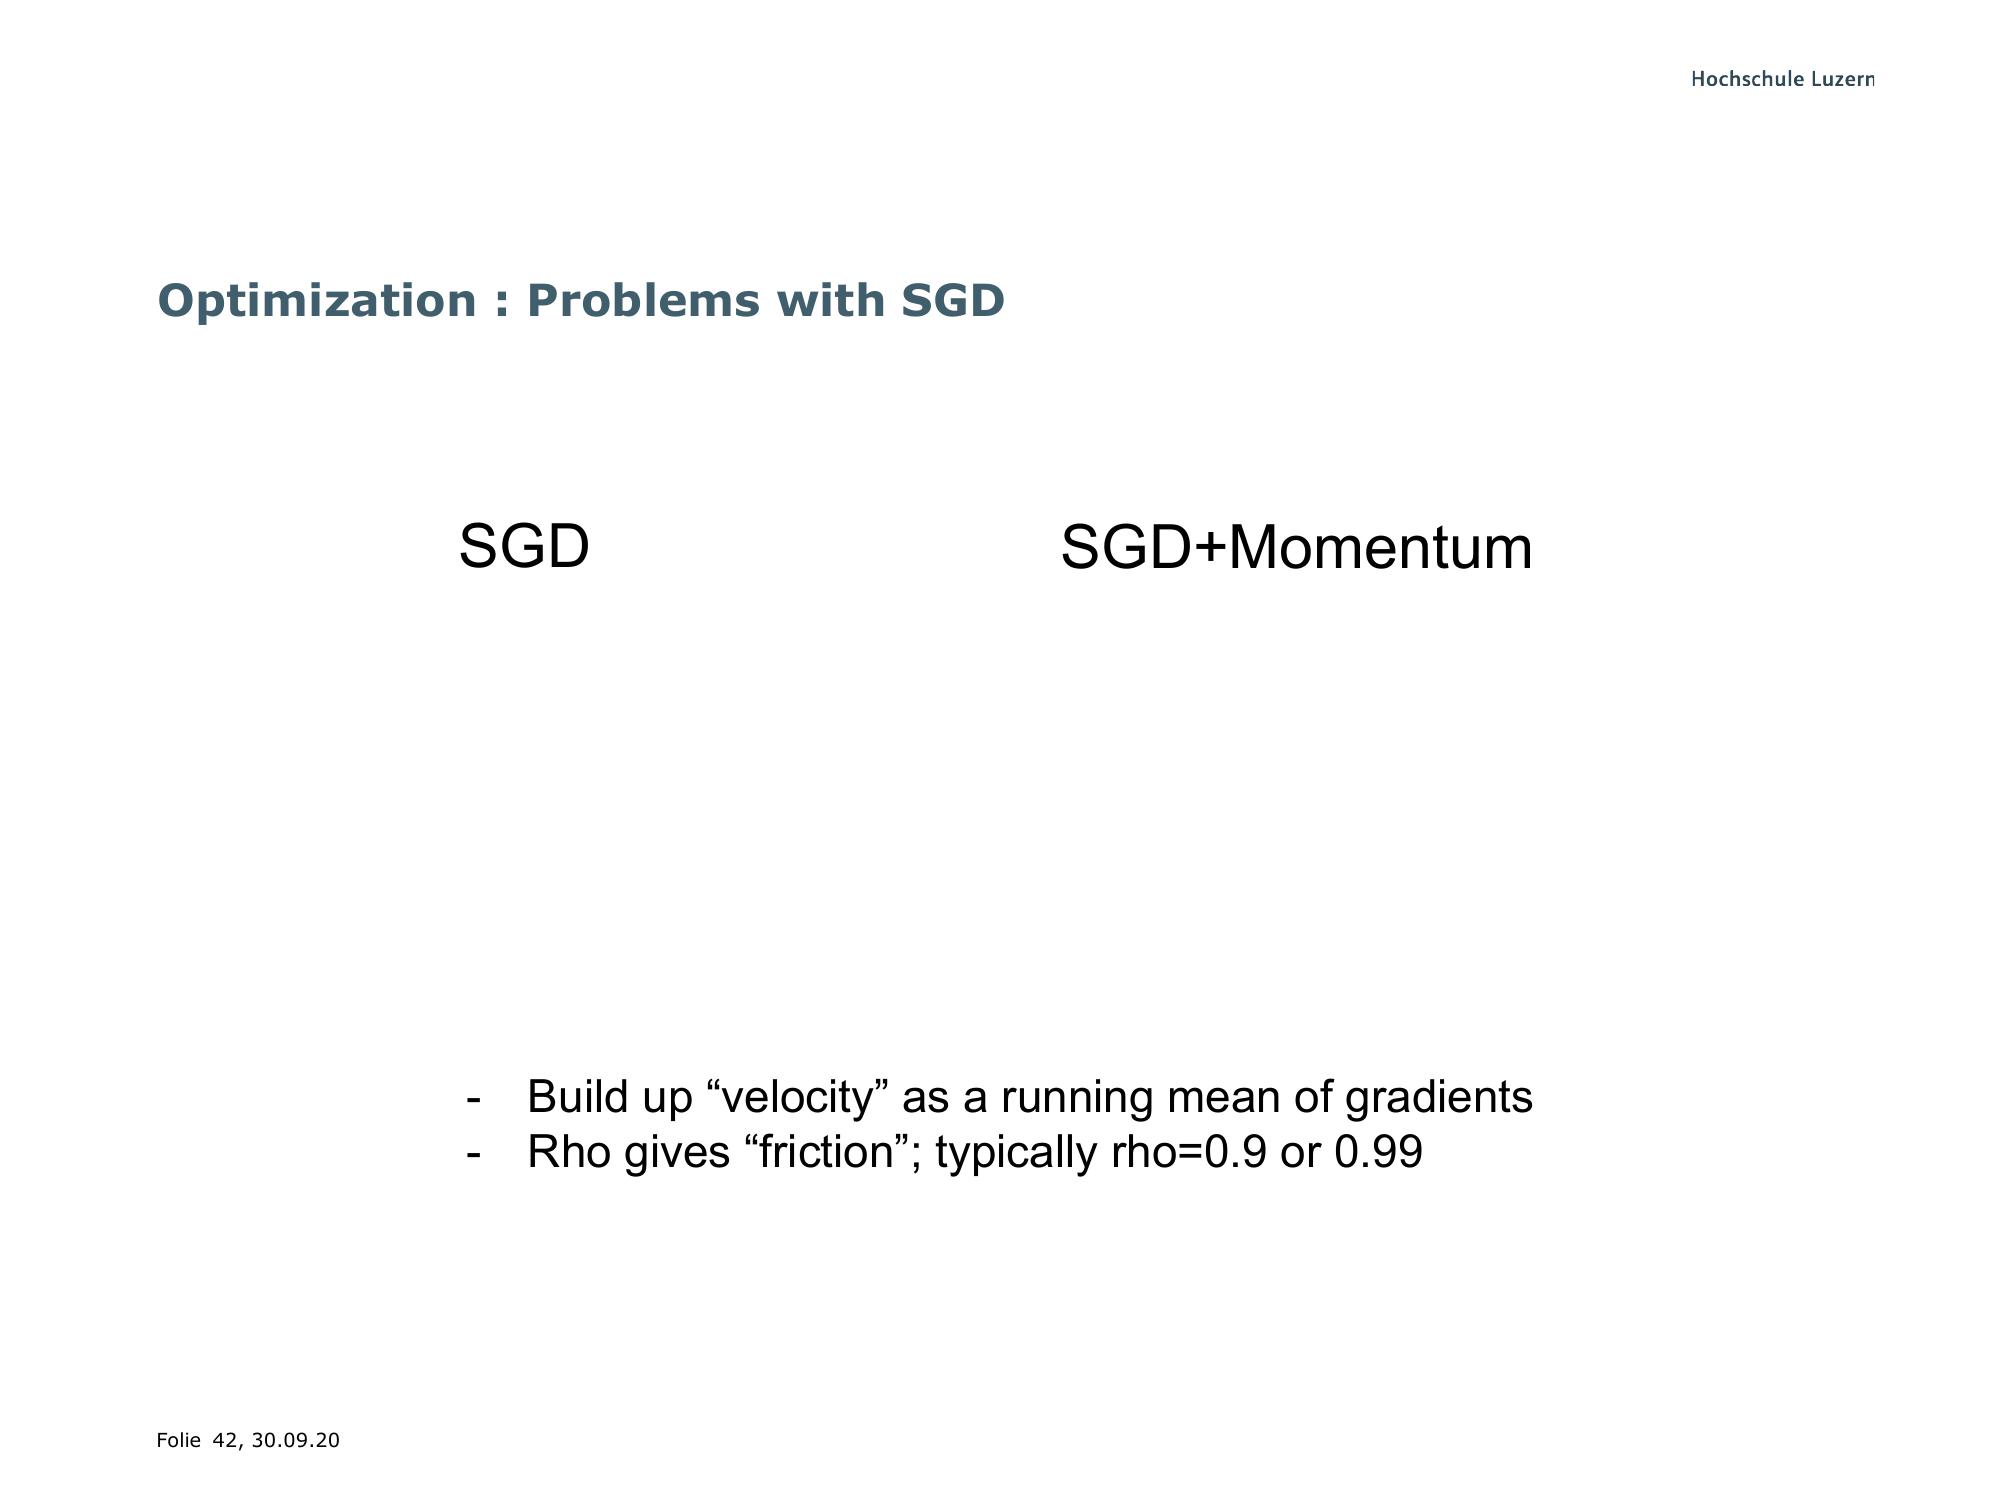 Hochschule Luzern
Optimization : Problems with SGD
SGD
SGD+Momentum
- Build up “velocity” as a running mean of gradients
- Rho gives “friction”; typically rho=0.9 or 0.99
Folie 42, 30.09.20